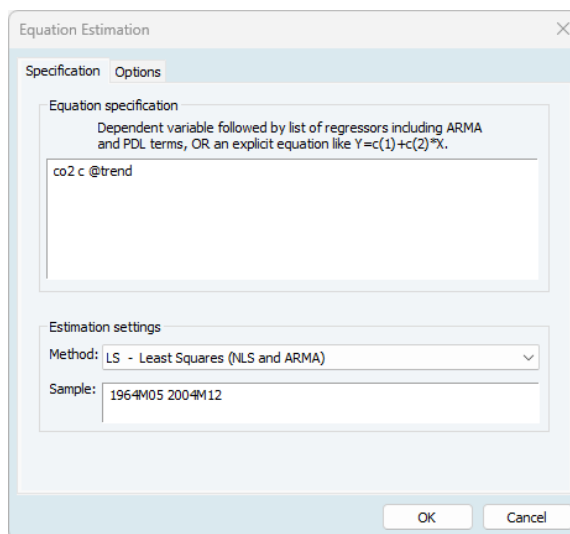 Equation Estimation
Specification
Options
Equation specification
Dependent variable followed by list of regressors including ARMA
and PDL terms, OR an explicit equation like Y=c(1)+c(2)*X.
co2 c @trend
Estimation settings
Method: LS - Least Squares (NLS and ARMA)
Sample: 1964M05 2004M12
OK
Cancel